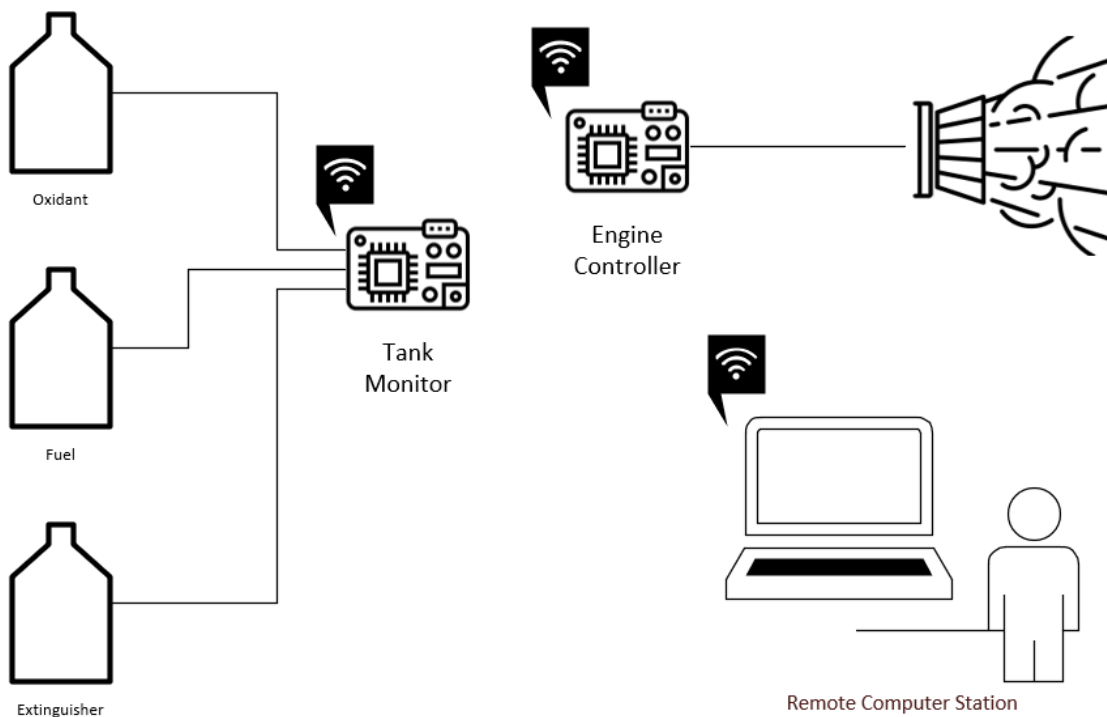 Oxidant
Engine
Controller
Tank
Monitor
Fuel
Extinguisher
Remote Computer Station